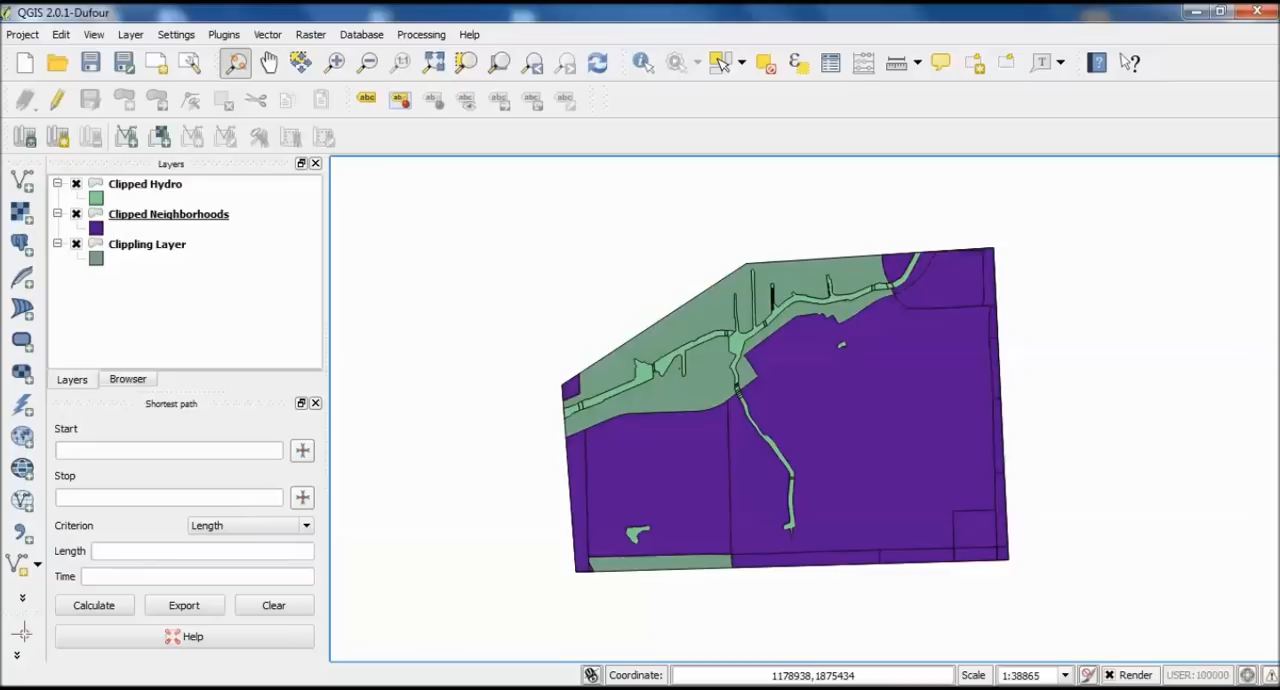 QGIS 2.0.1-Dufour
Project Edit View Layer Settings Plugins Vector Raster Database Processing Help
abc
Layers
Clipped Hydro
Clipped Neighborhoods
Clippling Layer
Layers Browser
Shortest path
Start
Stop
Criterion Length
Length
Time
Calculate Export Clear
Help
Coordinate: 1178938,1875434 Scale 1:38865 Render USER:100000